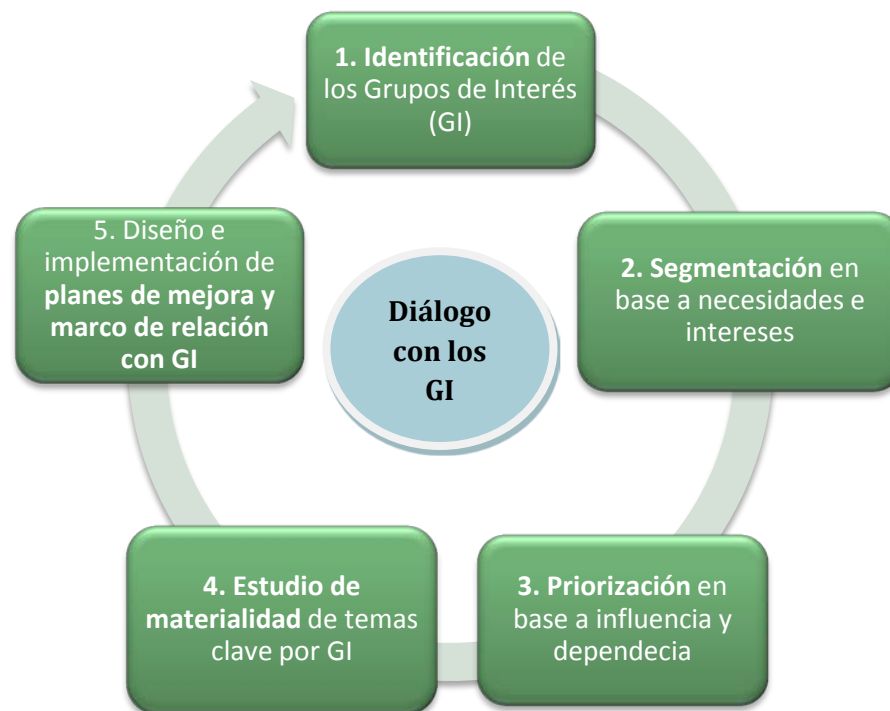 1. Identificación de
los Grupos de Interés
(GI)
2. Segmentación en
base a necesidades e
intereses
3. Priorización en
base a influencia y
dependecia
4. Estudio de
materialidad de temas
clave por GI
5. Diseño e
implementación de
planes de mejora y
marco de relación
con GI
Diálogo
con los
GI